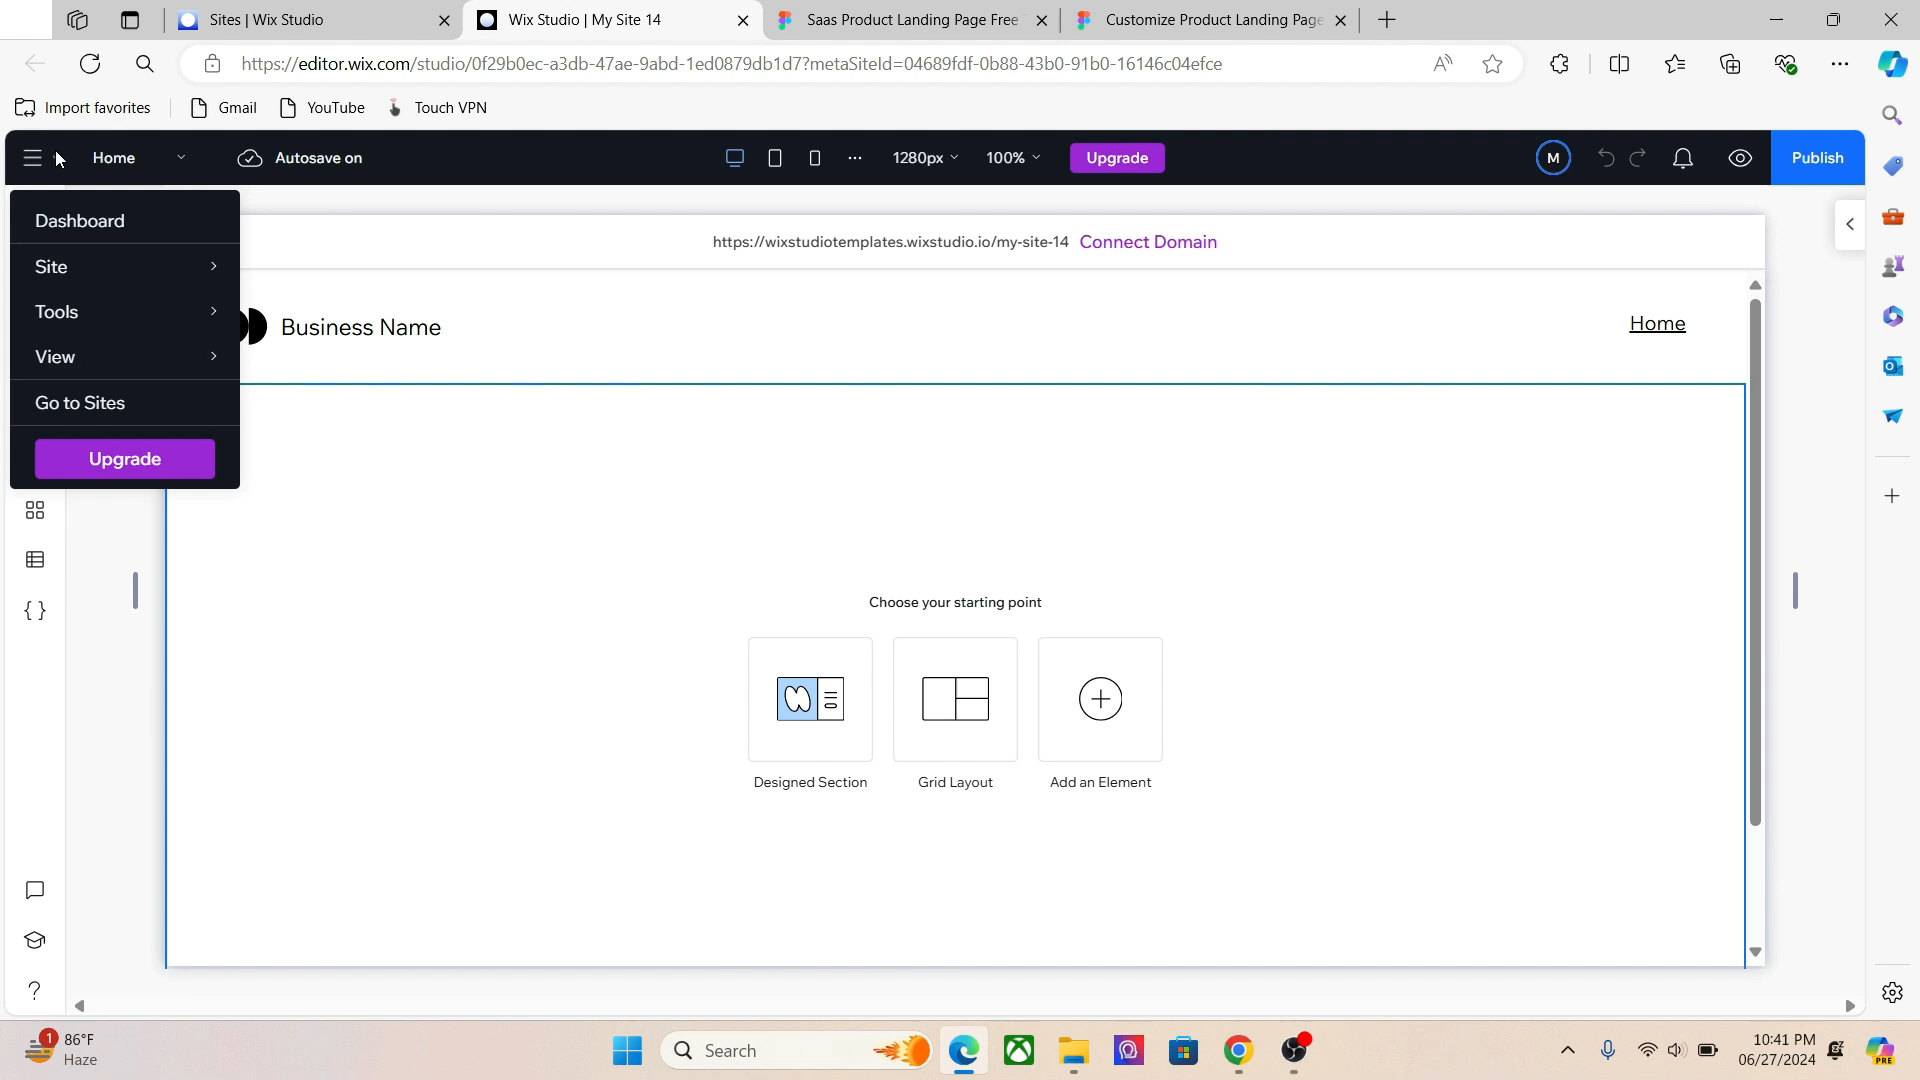 Sites | Wix Studio
Wix Studio | My Site 14
Saas Product Landing Page Free
Customize Product Landing Page
https://editor.wix.com/studio/0f29b0ec-a3db-47ae-9abd-1ed0879db1d7?metaSiteId=04689fdf-0b88-43b0-91b0-16146c04efce
Import favorites
Gmail
YouTube
Touch VPN
Home
Autosave on
1280px
100%
Upgrade
M
Publish
Dashboard
Site
Tools
View
Go to Sites
Upgrade
https://wixstudiotemplates.wixstudio.io/my-site-14 Connect Domain
Business Name
Home
Choose your starting point
Designed Section
Grid Layout
Add an Element
1
86°F
Haze
Search
10:41 PM
06/27/2024
PRE